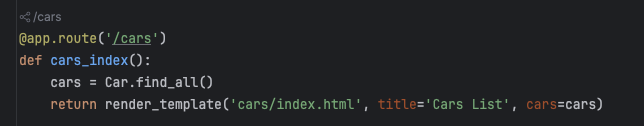 /cars
@app.route('/cars')
def cars_index():
    cars = Car.find_all()
    return render_template('cars/index.html', title='Cars List', cars=cars)